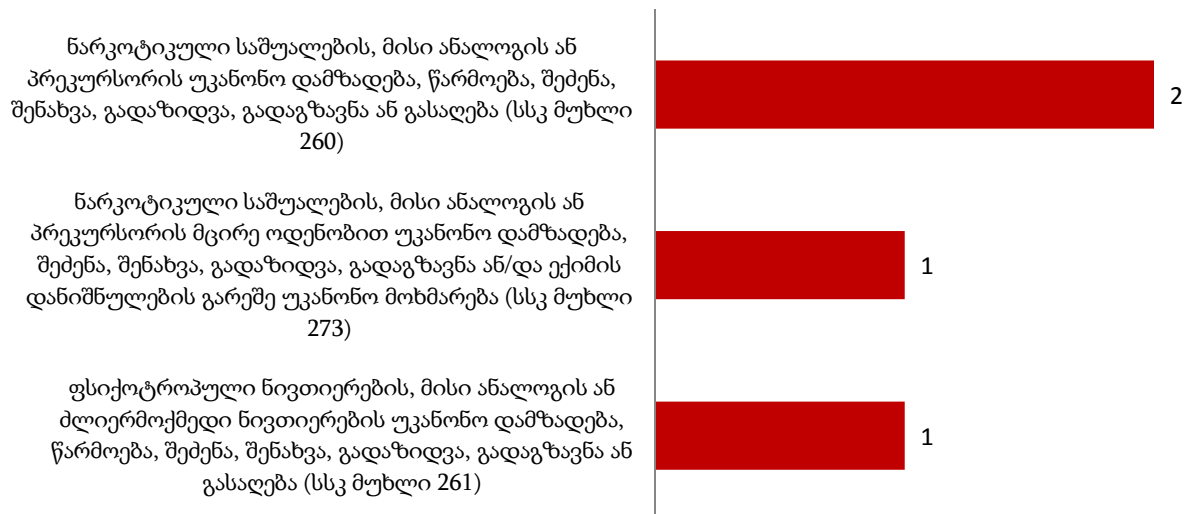 ნარკოტიკული საშუალების, მისი ანალოგის ან
პრეკურსორის უკანონო დამზადება, წარმოება, შეძენა,
შენახვა, გადაზიდვა, გადაგზავნა ან გასაღება (სსკ მუხლი
260)
2
ნარკოტიკული საშუალების, მისი ანალოგის ან
პრეკურსორის მცირე ოდენობით უკანონო დამზადება,
შეძენა, შენახვა, გადაზიდვა, გადაგზავნა ან/და ექიმის
დანიშნულების გარეშე უკანონო მოხმარება (სსკ მუხლი
273)
1
ფსიქოტროპული ნივთიერების, მისი ანალოგის ან
ძლიერმოქმედი ნივთიერების უკანონო დამზადება,
წარმოება, შეძენა, შენახვა, გადაზიდვა, გადაგზავნა ან
გასაღება (სსკ მუხლი 261)
1